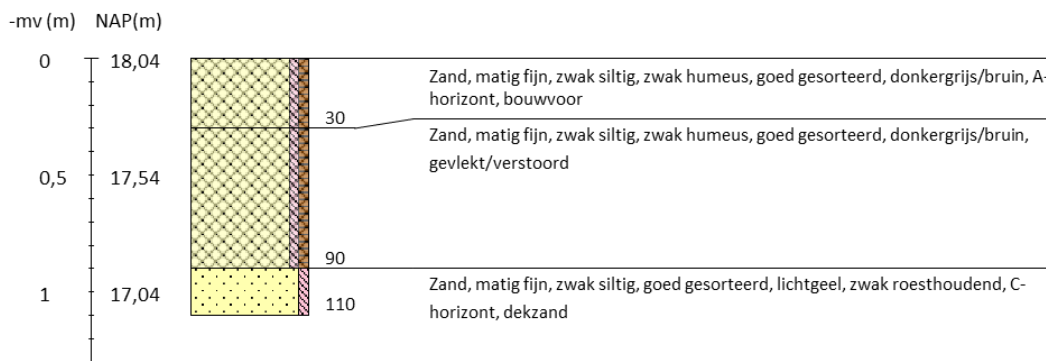 -mv (m) NAP(m)
0 18,04
Zand, matig fijn, zwak siltig, zwak humeus, goed gesorteerd, donkergrijs/bruin, A-
horizont, bouwvoor
30
Zand, matig fijn, zwak siltig, zwak humeus, goed gesorteerd, donkergrijs/bruin,
gevlekt/verstoord
0,5 17,54
90
Zand, matig fijn, zwak siltig, goed gesorteerd, lichtgeel, zwak roesthoudend, C-
horizont, dekzand
1 17,04
110